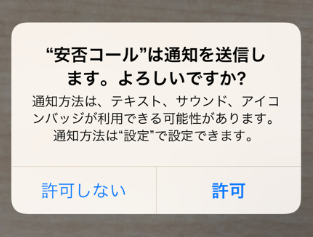 “安否コール”は通知を送信し
ます。よろしいですか?
通知方法は、テキスト、サウンド、アイコ
ンバッジが利用できる可能性があります。
通知方法は“設定”で設定できます。
許可しない
許可